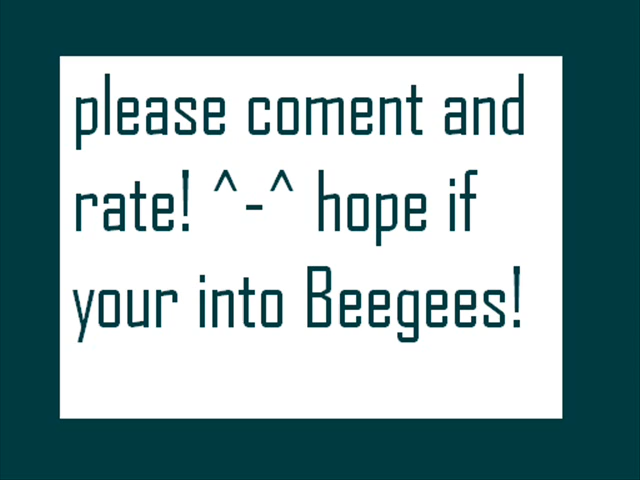 please coment and
rate! ^-^ hope if
your into Beegees!